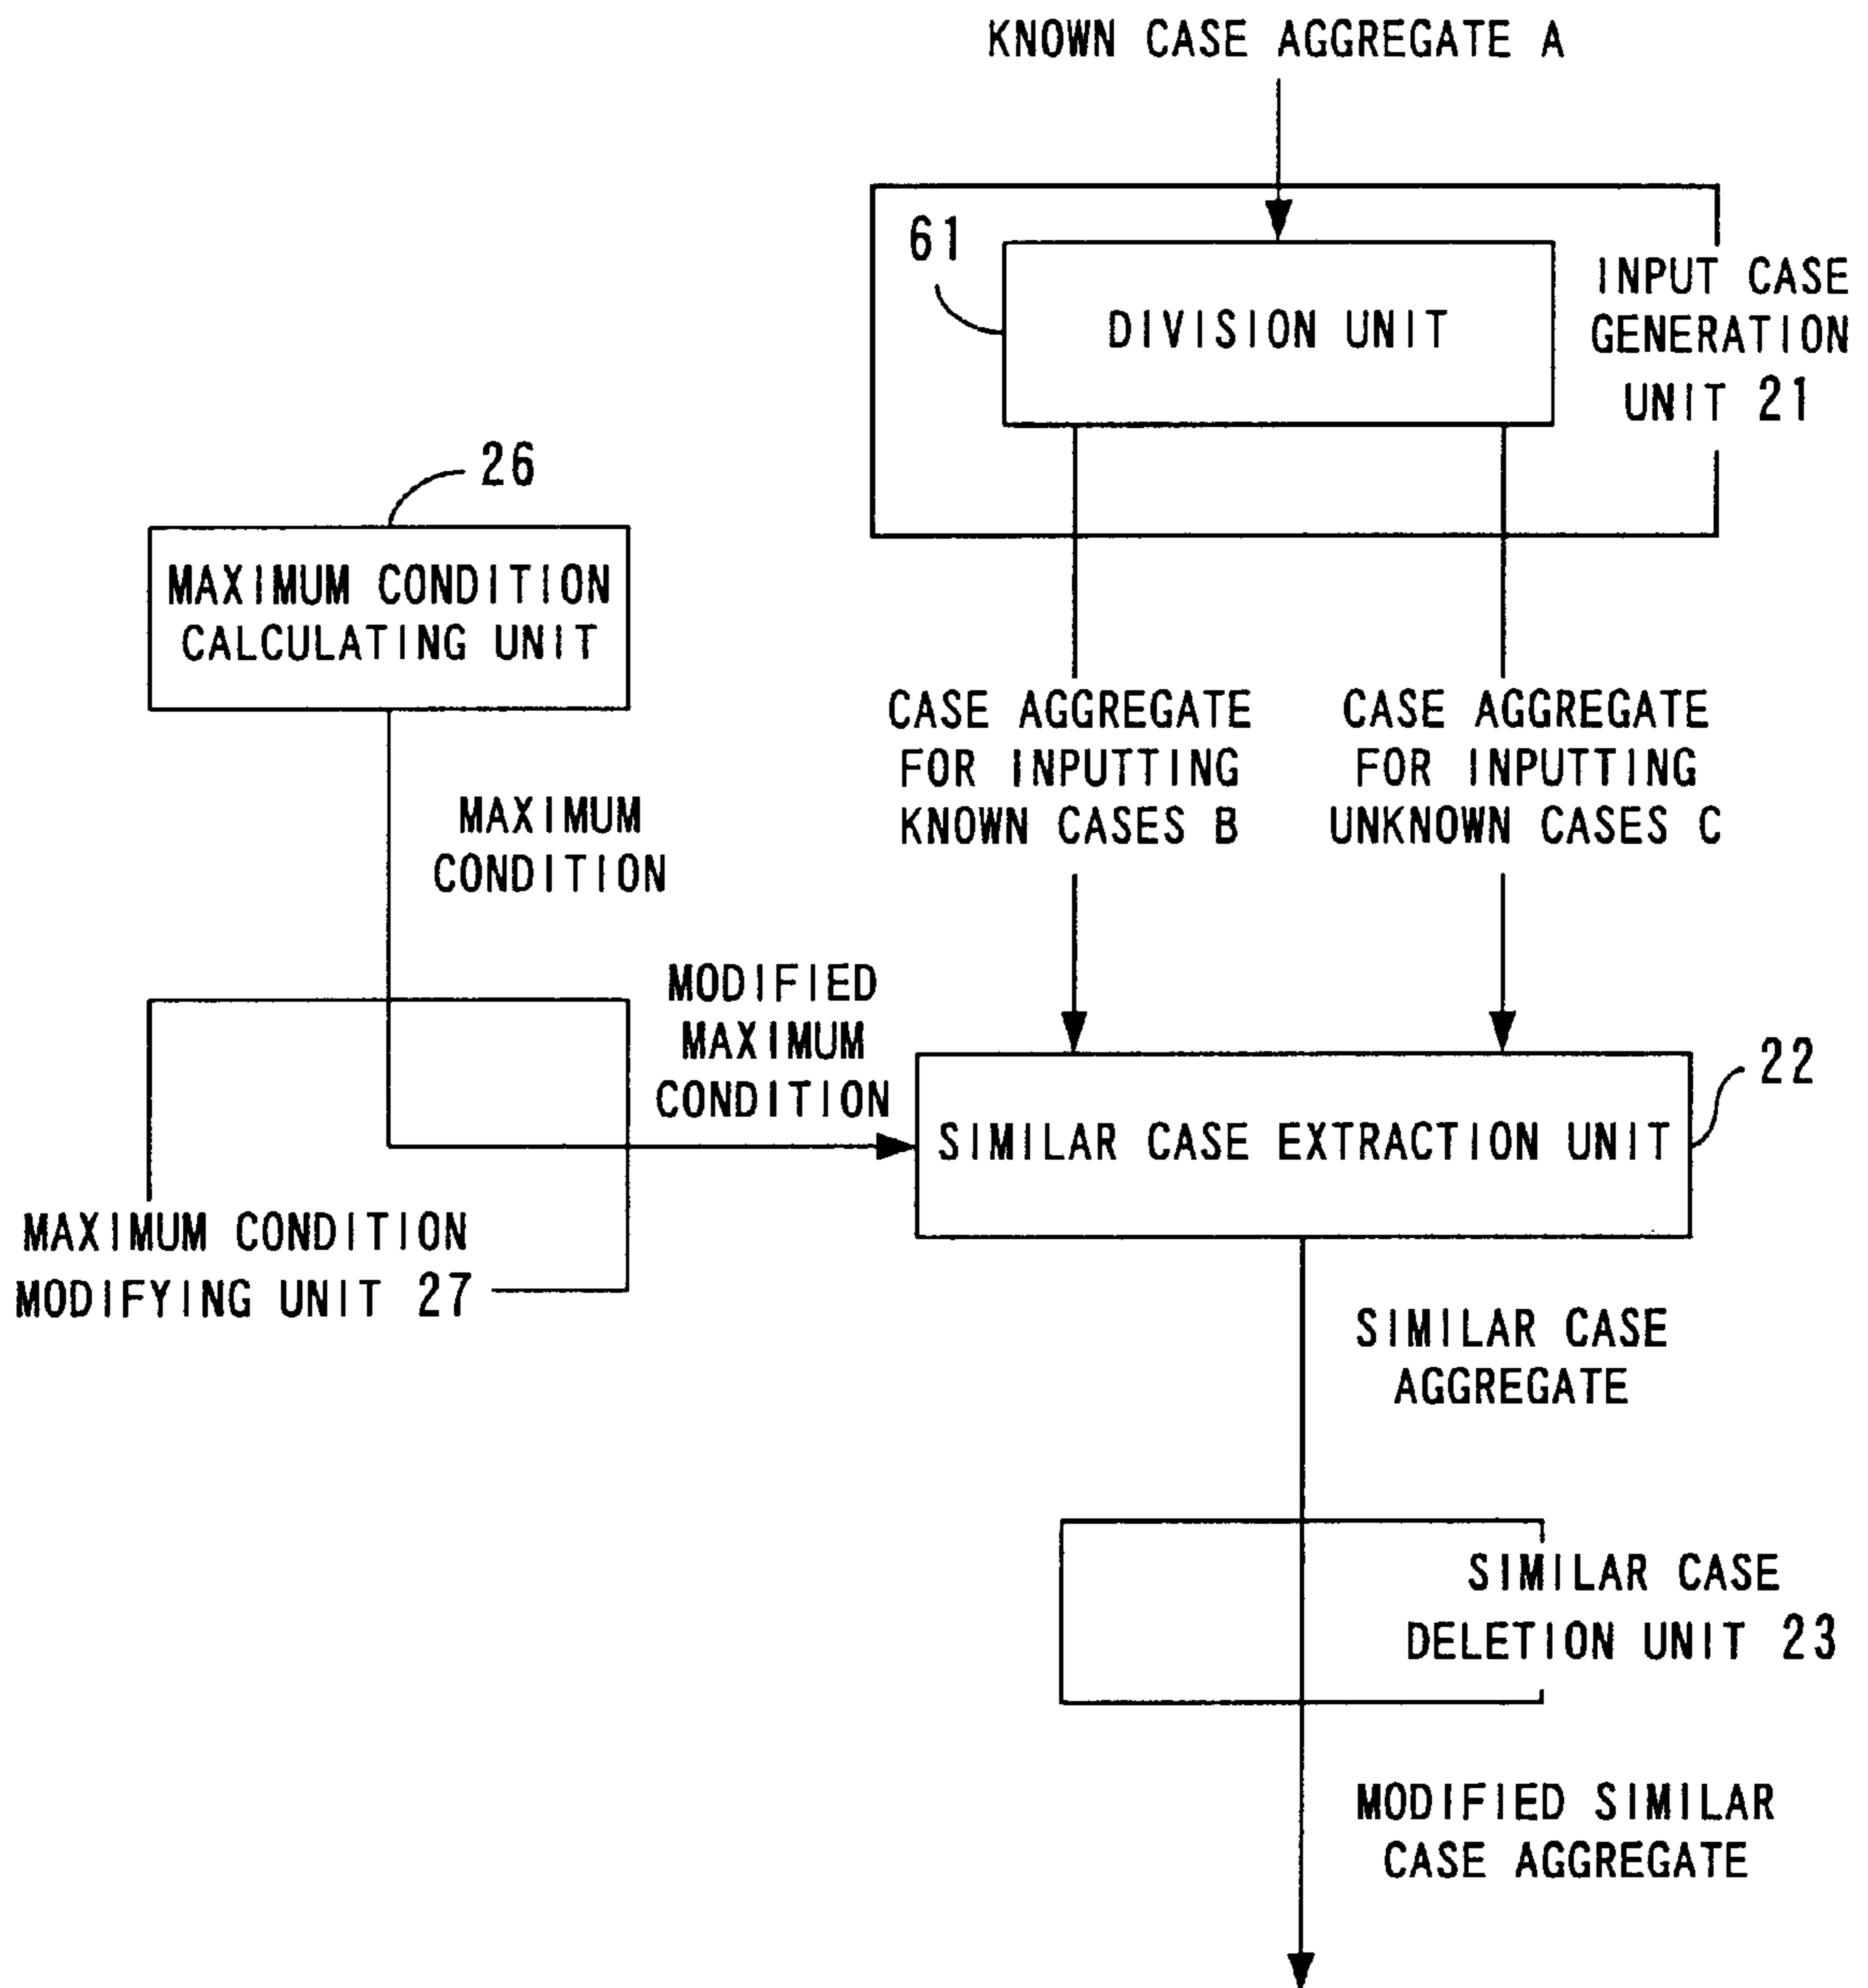 KNOWN CASE AGGREGATE A
61
DIVISION UNIT
INPUT CASE
GENERATION
UNIT 21
26
MAXIMUM CONDITION
CALCULATING UNIT
CASE AGGREGATE
FOR INPUTTING
KNOWN CASES B
CASE AGGREGATE
FOR INPUTTING
UNKNOWN CASES C
MAXIMUM
CONDITION
MODIFIED
MAXIMUM
CONDITION
22
SIMILAR CASE EXTRACTION UNIT
MAXIMUM CONDITION
MODIFYING UNIT 27
SIMILAR CASE
AGGREGATE
SIMILAR CASE
DELETION UNIT 23
MODIFIED SIMILAR
CASE AGGREGATE